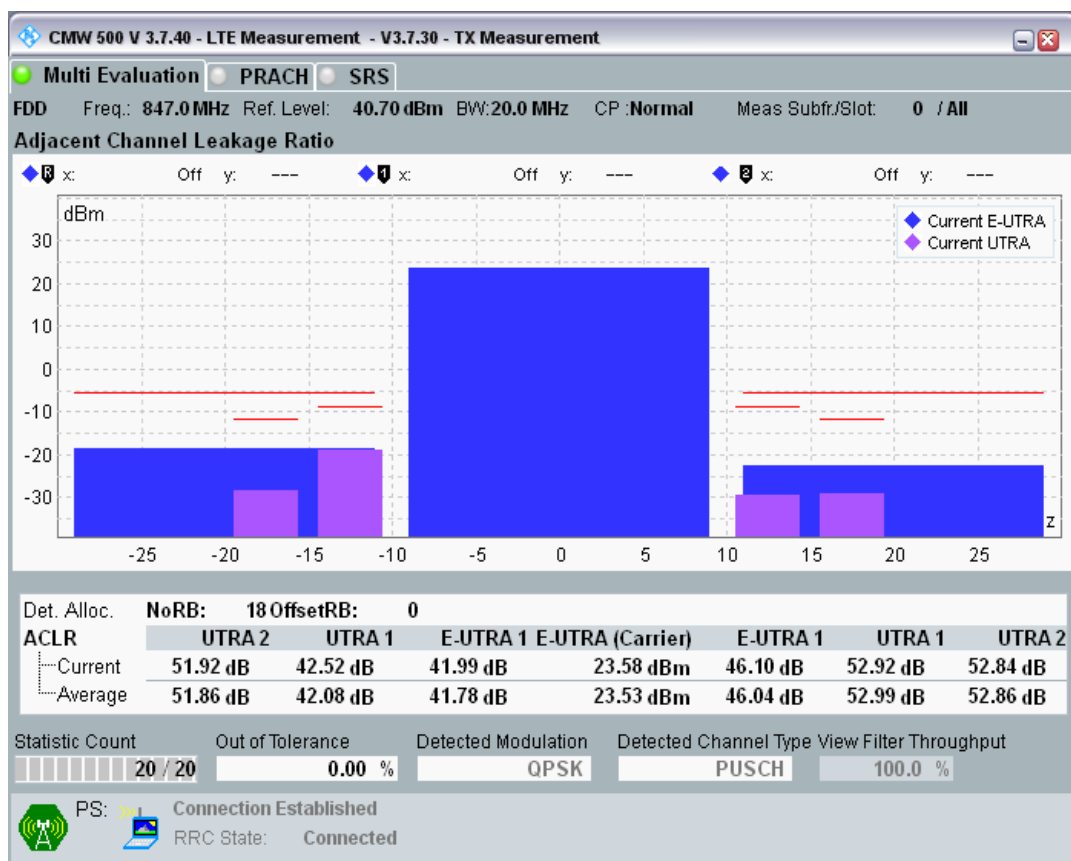 CMW 500 V 3.7.40 - LTE Measurement - V3.7.30 - TX Measurement
Multi Evaluation PRACH SRS
FDD Freq.: 847.0 MHz Ref. Level: 40.70 dBm BW:20.0 MHz CP :Normal Meas Subfr./Slot: 0 / All
Adjacent Channel Leakage Ratio
R x: Off y: --- 1 x: Off y: --- 2 x: Off y: ---
dBm
Current E-UTRA
Current UTRA
30
20
10
0
-10
-20
-30
z
-25 -20 -15 -10 -5 0 5 10 15 20 25
Det. Alloc. NoRB: 18 OffsetRB: 0
ACLR UTRA 2 UTRA 1 E-UTRA 1 E-UTRA (Carrier) E-UTRA 1 UTRA 1 UTRA 2
Current 51.92 dB 42.52 dB 41.99 dB 23.58 dBm 46.10 dB 52.92 dB 52.84 dB
Average 51.86 dB 42.08 dB 41.78 dB 23.53 dBm 46.04 dB 52.99 dB 52.86 dB
Statistic Count Out of Tolerance Detected Modulation Detected Channel Type View Filter Throughput
20 / 20 0.00 % QPSK PUSCH 100.0 %
PS: Connection Established
RRC State: Connected